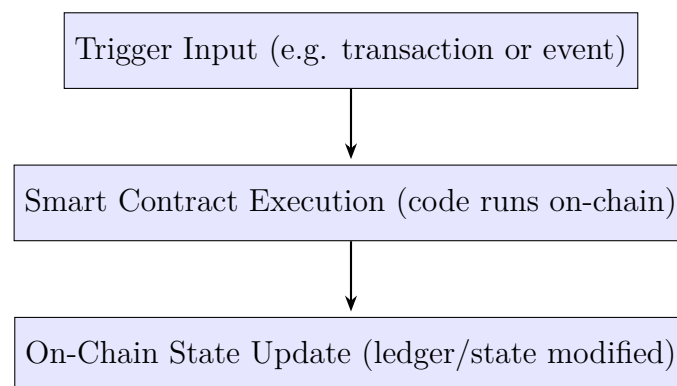 Trigger Input (e.g. transaction or event)
Smart Contract Execution (code runs on-chain)
On-Chain State Update (ledger/state modified)